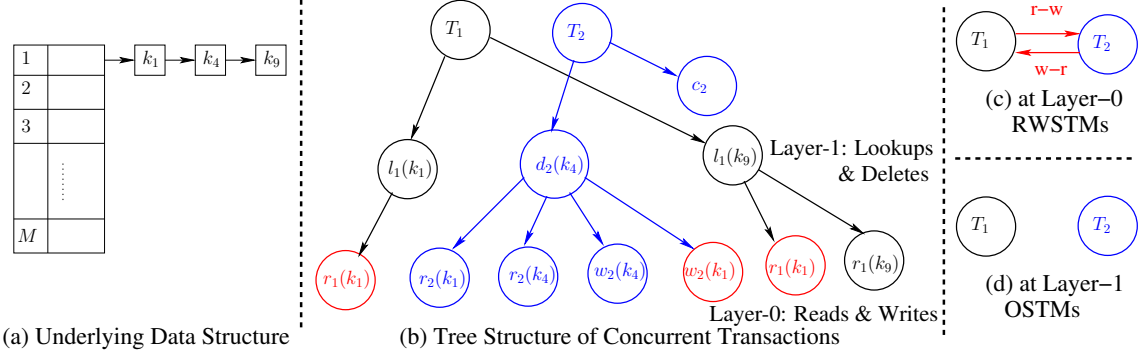 1
k₁ k₄ k₉
2
3
M
(a) Underlying Data Structure
T₁ T₂
c₂
l₁(k₁) d₂(k₄) l₁(k₉)
Layer-1: Lookups
& Deletes
r₁(k₁) r₂(k₁) r₂(k₄) w₂(k₄) w₂(k₁) r₁(k₁) r₁(k₉)
Layer-0: Reads & Writes
(b) Tree Structure of Concurrent Transactions
r−w
T₁ T₂
w−r
(c) at Layer−0
RWSTMs
T₁ T₂
(d) at Layer−1
OSTMs